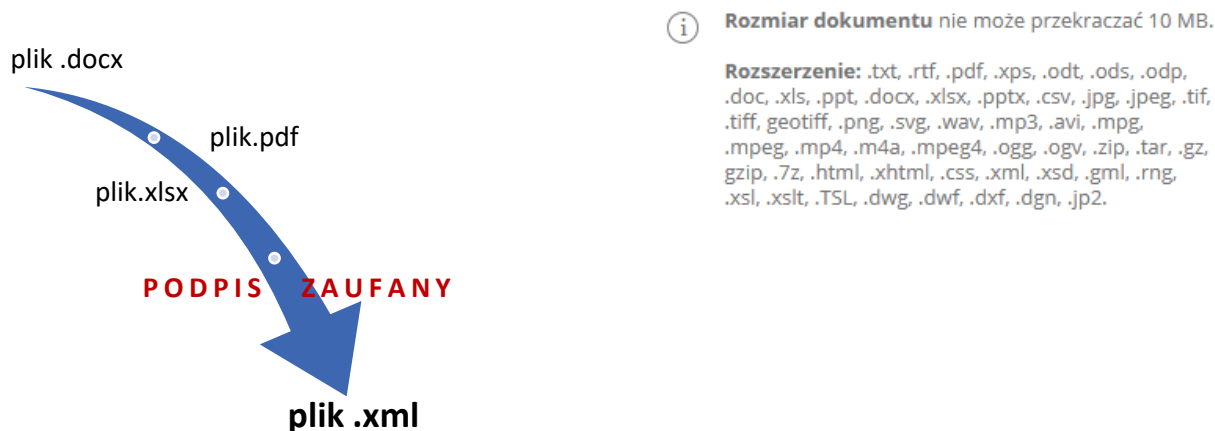 plik .docx
plik.pdf
plik.xlsx
PODPIS ZAUFANY
plik .xml
Rozmiar dokumentu nie może przekraczać 10 MB.
Rozszerzenie: .txt, .rtf, .pdf, .xps, .odt, .ods, .odp,
.doc, .xls, .ppt, .docx, .xlsx, .pptx, .csv, .jpg, .jpeg, .tif,
.tiff, geotiff, .png, .svg, .wav, .mp3, .avi, .mpg,
.mpeg, .mp4, .m4a, .mpeg4, .ogg, .ogv, .zip, .tar, .gz,
gzip, .7z, .html, .xhtml, .css, .xml, .xsd, .gml, .rng,
.xsl, .xslt, .TSL, .dwg, .dwf, .dxf, .dgn, .jp2.